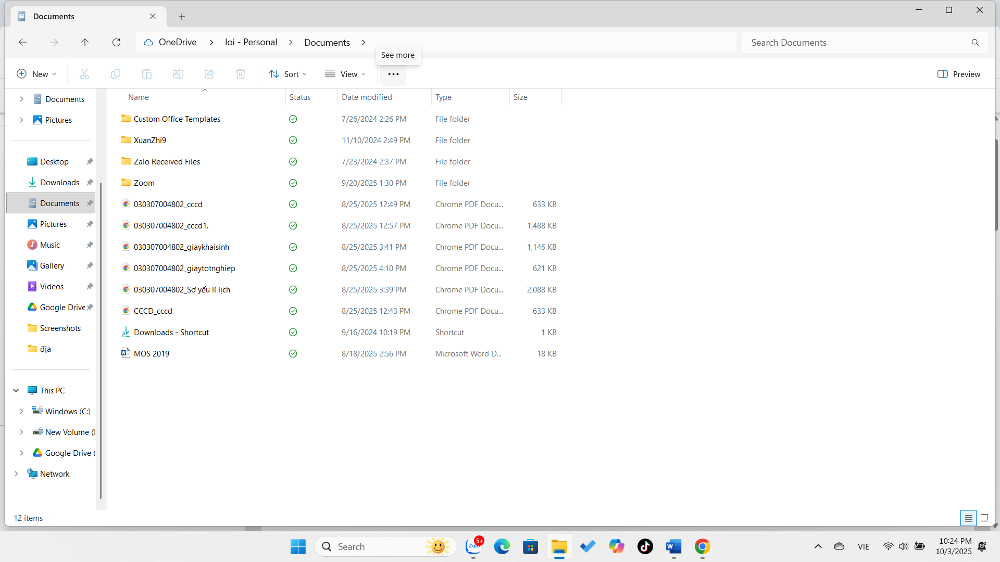 Documents
OneDrive
loi - Personal
Documents
Search Documents
See more
New
Sort
View
Preview
Documents
Pictures
Desktop
Downloads
Documents
Pictures
Music
Gallery
Videos
Google Drive
Screenshots
địa
This PC
Windows (C:)
New Volume (
Google Drive (
Network
Name Status Date modified Type Size
Custom Office Templates 7/26/2024 2:26 PM File folder
XuanZhi9 11/10/2024 2:49 PM File folder
Zalo Received Files 7/23/2024 2:37 PM File folder
Zoom 9/20/2025 1:30 PM File folder
030307004802_cccd 8/25/2025 12:49 PM Chrome PDF Docu... 633 KB
030307004802_cccd1. 8/25/2025 12:57 PM Chrome PDF Docu... 1,488 KB
030307004802_giaykhaisinh 8/25/2025 3:41 PM Chrome PDF Docu... 1,146 KB
030307004802_giaytotnghiep 8/25/2025 4:10 PM Chrome PDF Docu... 621 KB
030307004802_Sơ yếu lí lịch 8/25/2025 3:39 PM Chrome PDF Docu... 2,088 KB
CCCD_cccd 8/25/2025 12:43 PM Chrome PDF Docu... 633 KB
Downloads - Shortcut 9/16/2024 10:19 PM Shortcut 1 KB
MOS 2019 8/18/2025 2:56 PM Microsoft Word D... 18 KB
12 items
Search
Zalo
5+
VIE
10:24 PM
10/3/2025